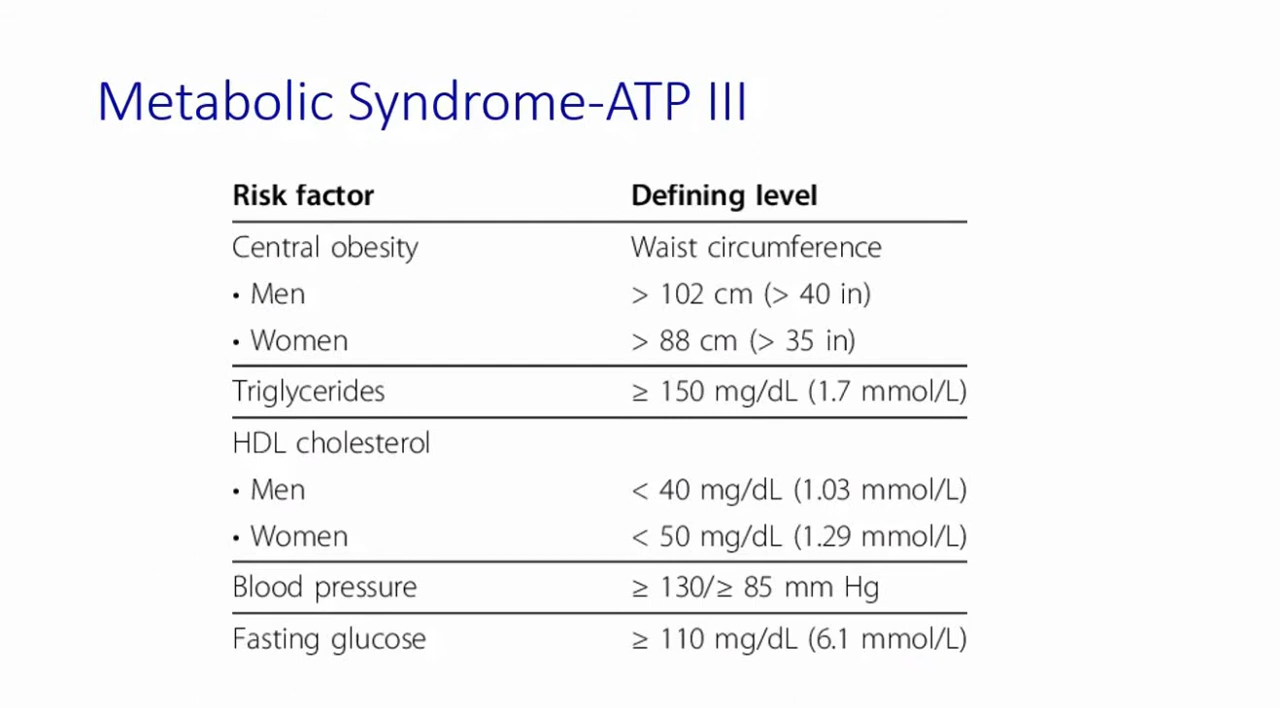 Metabolic Syndrome-ATP III
Risk factor Defining level
Central obesity Waist circumference
• Men > 102 cm (> 40 in)
• Women > 88 cm (> 35 in)
Triglycerides ≥ 150 mg/dL (1.7 mmol/L)
HDL cholesterol
• Men < 40 mg/dL (1.03 mmol/L)
• Women < 50 mg/dL (1.29 mmol/L)
Blood pressure ≥ 130/≥ 85 mm Hg
Fasting glucose ≥ 110 mg/dL (6.1 mmol/L)